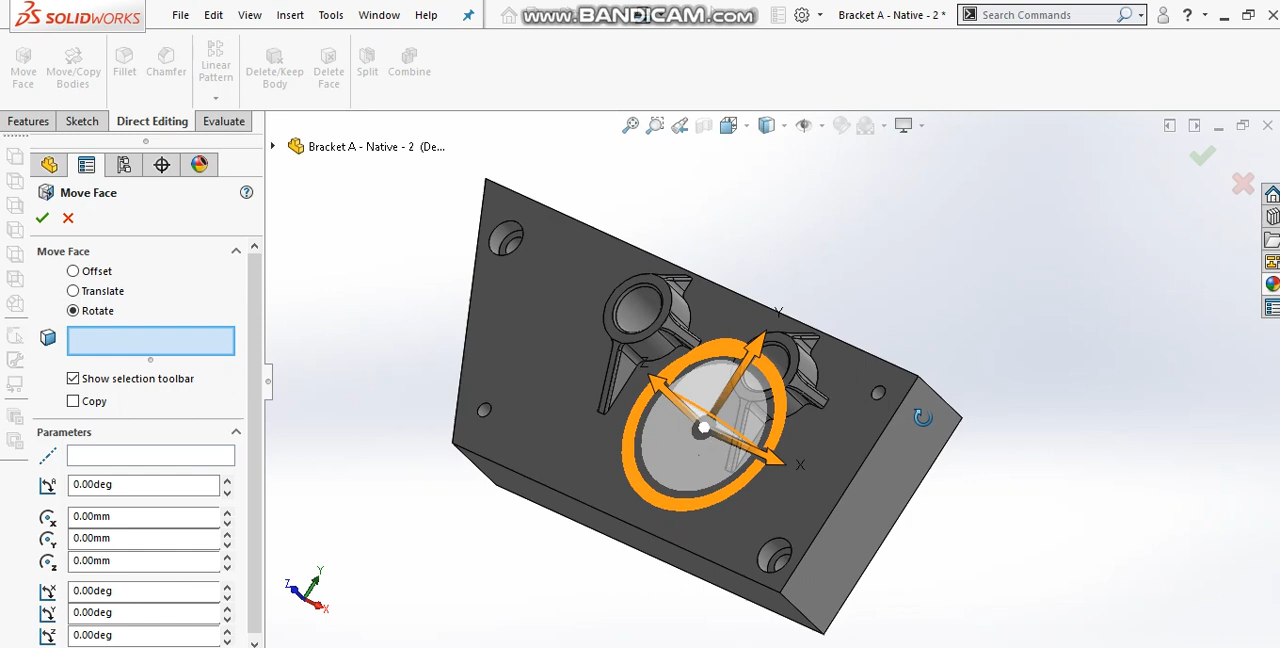 SOLIDWORKS File Edit View Insert Tools Window Help www.BANDICAM.com Bracket A - Native - 2 * Search Commands ?
Move Face Move/Copy Bodies Fillet Chamfer Linear Pattern Delete/Keep Body Delete Face Split Combine
Features Sketch Direct Editing Evaluate
Bracket A - Native - 2 (De...
Move Face ?
Move Face
Offset
Translate
Rotate
Show selection toolbar
Copy
Parameters
0.00deg
0.00mm
0.00mm
0.00mm
0.00deg
0.00deg
0.00deg
Y
Z
X
Y
Z
X